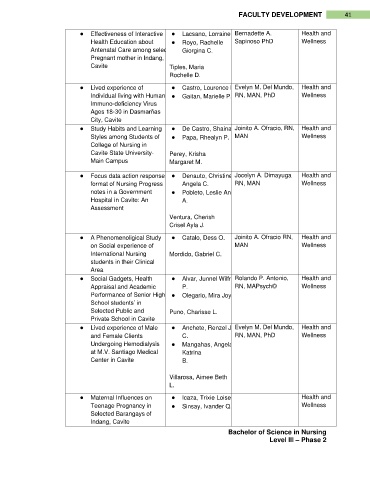 FACULTY DEVELOPMENT 41
● Effectiveness of Interactive Health Education about Antenatal Care among selec Pregnant mother in Indang, Cavite
● Lacsano, Lorraine
● Royo, Rachelle Giorgina C.
Tiples, Maria Rochelle D.
Bernadette A. Sapinoso PhD
Health and Wellness
● Lived experience of Individual living with Human Immuno-deficiency Virus Ages 18-30 in Dasmariñas City, Cavite
● Castro, Lourence
● Gaitan, Marielle P
Evelyn M. Del Mundo, RN, MAN, PhD
Health and Wellness
● Study Habits and Learning Styles among Students of College of Nursing in Cavite State University- Main Campus
● De Castro, Shaina
● Papa, Rhealyn P.
Perey, Krisha Margaret M.
Joinito A. Ofracio, RN, MAN
Health and Wellness
● Focus data action response format of Nursing Progress notes in a Government Hospital in Cavite: An Assessment
● Denauto, Christine Angela C.
● Pobleto, Leslie An A.
Ventura, Cherish Crisel Ayla J.
Jocelyn A. Dimayuga RN, MAN
Health and Wellness
● A Phenomenoligical Study on Social experience of International Nursing students in their Clinical Area
● Catalo, Dess O.
Mordido, Gabriel C.
Joinito A. Ofracio RN, MAN
Health and Wellness
● Social Gadgets, Health Appraisal and Academic Performance of Senior High School students' in Selected Public and Private School in Cavite
● Alvar, Junnel Wilfr P.
● Olegario, Mira Joy
Puno, Charisse L.
Rolando P. Antonio, RN, MAPsych©
Health and Wellness
● Lived experience of Male and Female Clients Undergoing Hemodialysis at M.V. Santiago Medical Center in Cavite
● Anchete, Renzel J C.
● Mangahas, Angela Katrina B.
Villarosa, Aimee Beth L.
Evelyn M. Del Mundo, RN, MAN, PhD
Health and Wellness
● Maternal Influences on Teenage Pregnancy in Selected Barangays of Indang, Cavite
● Icaza, Trixie Loise
● Sinsay, Ivander Q
Health and Wellness
Bachelor of Science in Nursing
Level III – Phase 2